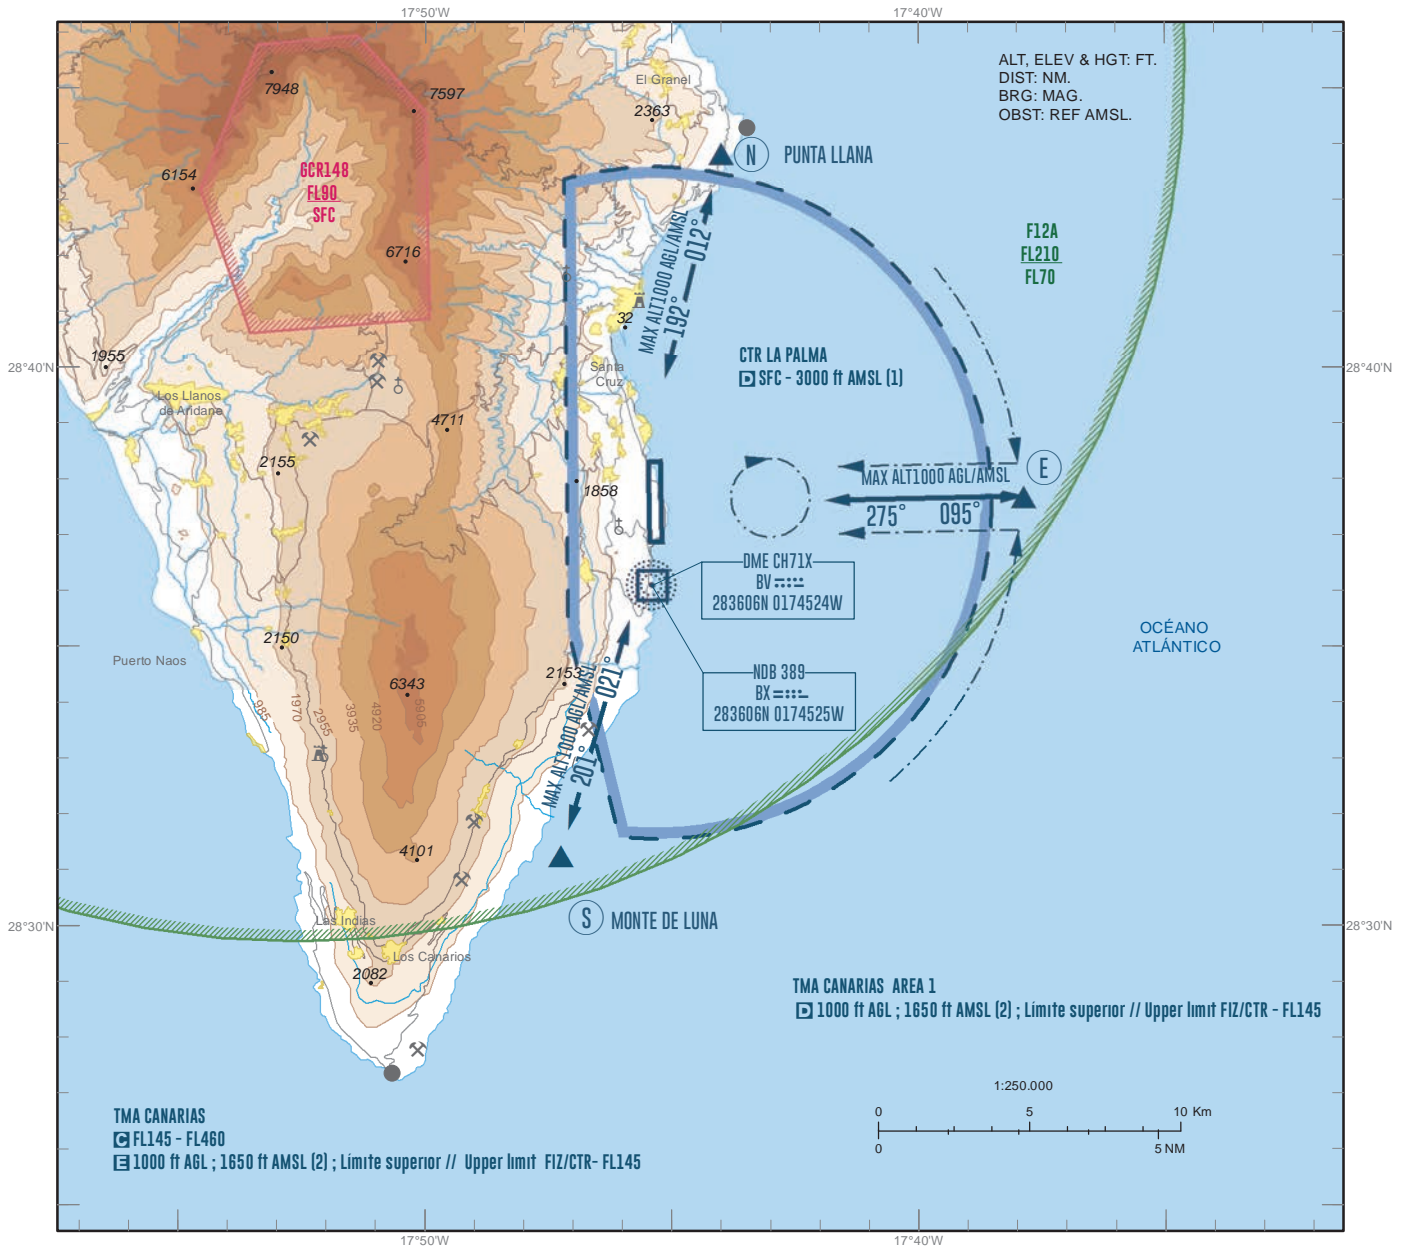 17°50'W
17°40'W
ALT, ELEV & HGT: FT.
DIST: NM.
BRG: MAG.
OBST: REF AMSL.
El Granel
7948
7597
2363
N PUNTA LLANA
6154
GCR148
FL90
SFC
F12A
FL210
FL70
6716
MAX ALT1000 AGL/AMSL
012°
192°
32
1955
28°40'N
28°40'N
Santa
Cruz
CTR LA PALMA
D SFC - 3000 ft AMSL (1)
Los Llanos
de Aridane
4711
2155
1858
E
MAX ALT1000 AGL/AMSL
275° 095°
DME CH71X
BV
283606N 0174524W
OCÉANO
ATLÁNTICO
2150
Puerto Naos
6343
2153
NDB 389
BX
283606N 0174525W
MAX ALT1000 AGL/AMSL
021°
201°
985
1970
2955
3935
4920
5905
4101
Las Indias
28°30'N
28°30'N
S MONTE DE LUNA
Los Canarios
2082
TMA CANARIAS AREA 1
D 1000 ft AGL ; 1650 ft AMSL (2) ; Límite superior // Upper limit FIZ/CTR - FL145
1:250.000
0 5 10 Km
0 5 NM
TMA CANARIAS
C FL145 - FL460
E 1000 ft AGL ; 1650 ft AMSL (2) ; Límite superior // Upper limit FIZ/CTR- FL145
17°50'W
17°40'W